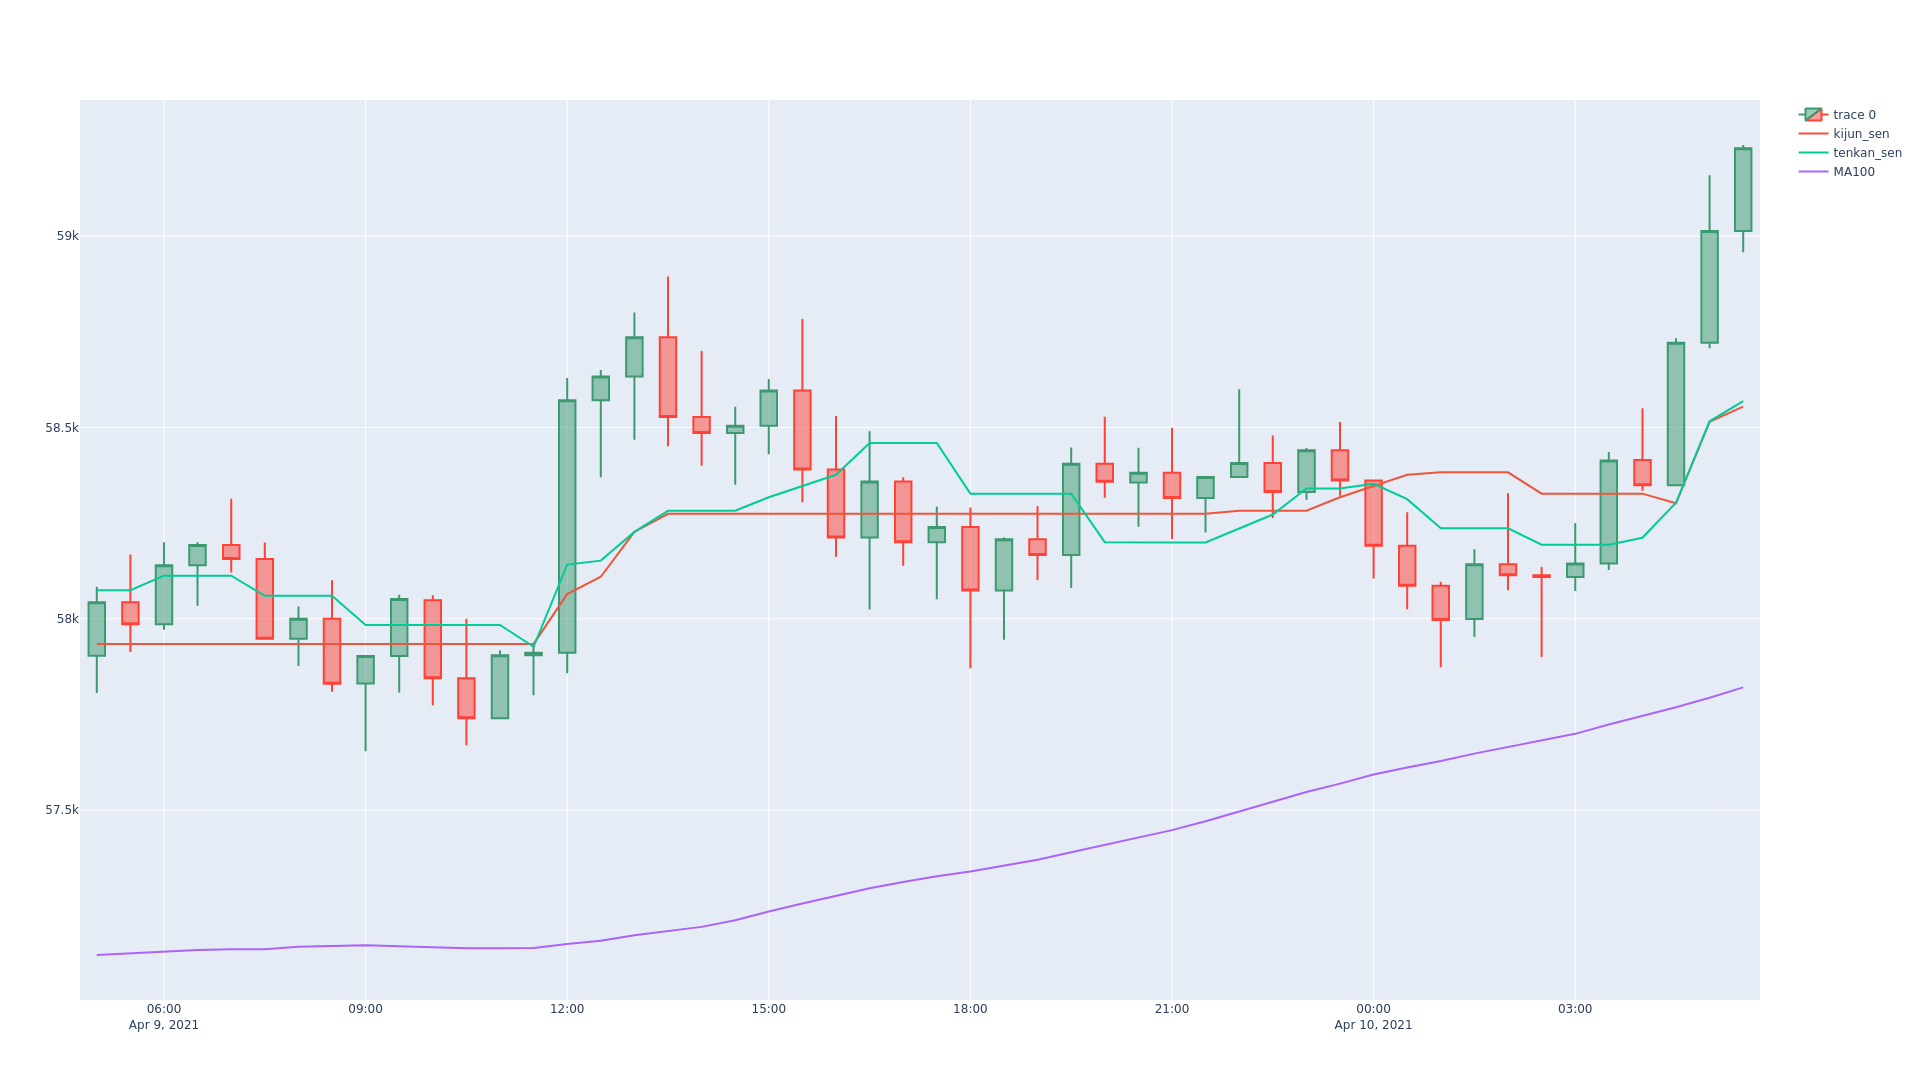 trace 0
kijun_sen
tenkan_sen
MA100
59k
58.5k
58k
57.5k
06:00
Apr 9, 2021
09:00
12:00
15:00
18:00
21:00
00:00
Apr 10, 2021
03:00